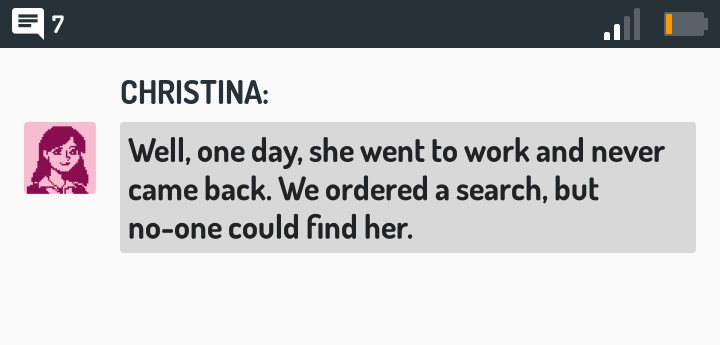 7
CHRISTINA:
Well, one day, she went to work and never
came back. We ordered a search, but
no-one could find her.